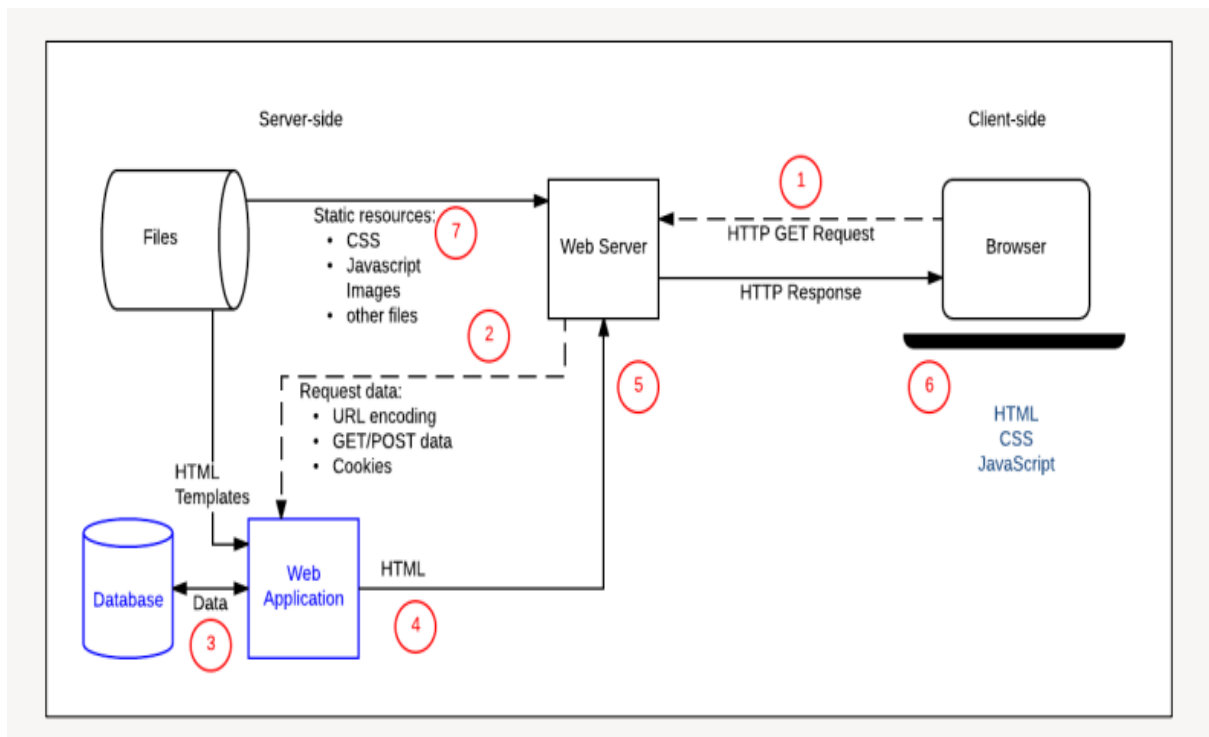 Server-side
Client-side
Files
Static resources:
• CSS
• Javascript
Images
• other files
7
Web Server
1
HTTP GET Request
HTTP Response
Browser
2
Request data:
• URL encoding
• GET/POST data
• Cookies
5
6
HTML
CSS
JavaScript
HTML
Templates
Database
Data
3
Web
Application
HTML
4